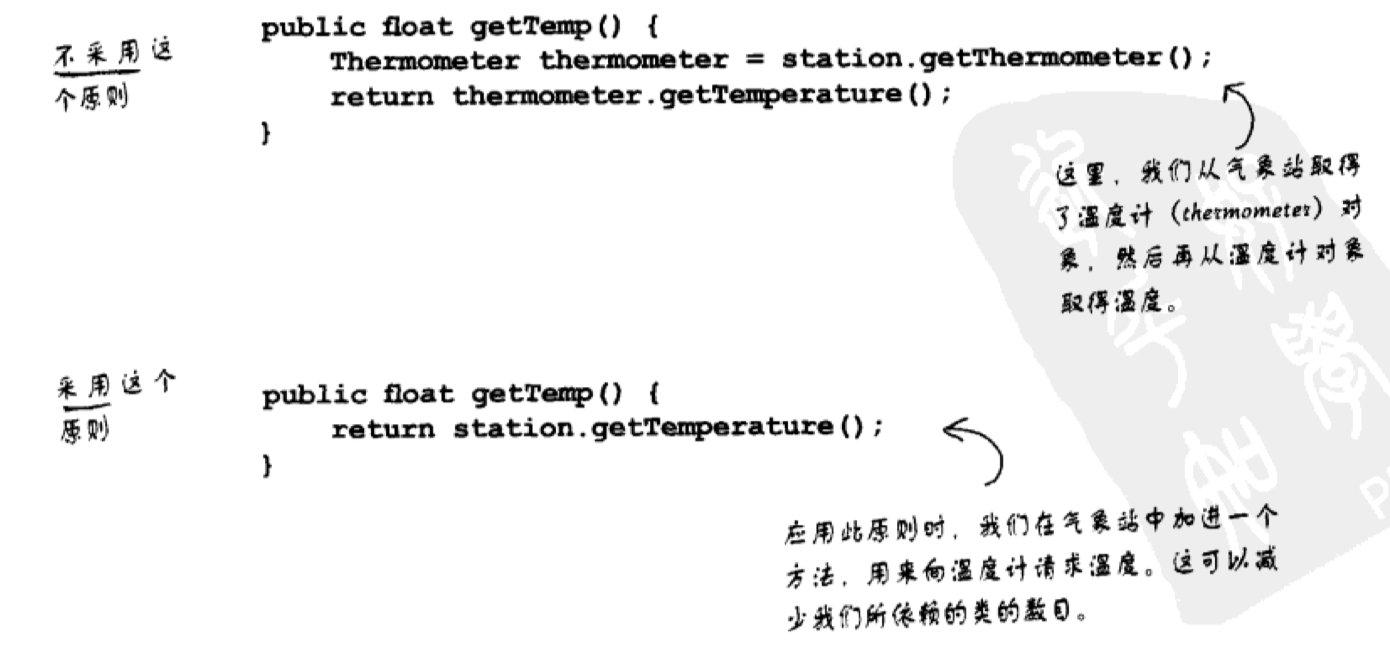 不采用这
个原则
public float getTemp() {
Thermometer thermometer = station.getThermometer();
return thermometer.getTemperature();
}
这里，我们从气象站取得
了温度计（thermometer）对
象，然后再从温度计对象
取得温度。
采用这个
原则
public float getTemp() {
return station.getTemperature();
}
应用此原则时，我们在气象站中加进一个
方法，用来向温度计请求温度。这可以减
少我们所依赖的类的数目。